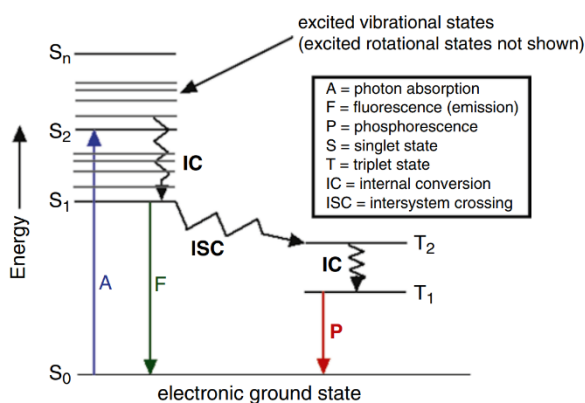 excited vibrational states
(excited rotational states not shown)
Sn
A = photon absorption
F = fluorescence (emission)
P = phosphorescence
S = singlet state
T = triplet state
IC = internal conversion
ISC = intersystem crossing
S2
IC
S1
Energy
ISC
T2
IC
T1
A
F
P
S0
electronic ground state